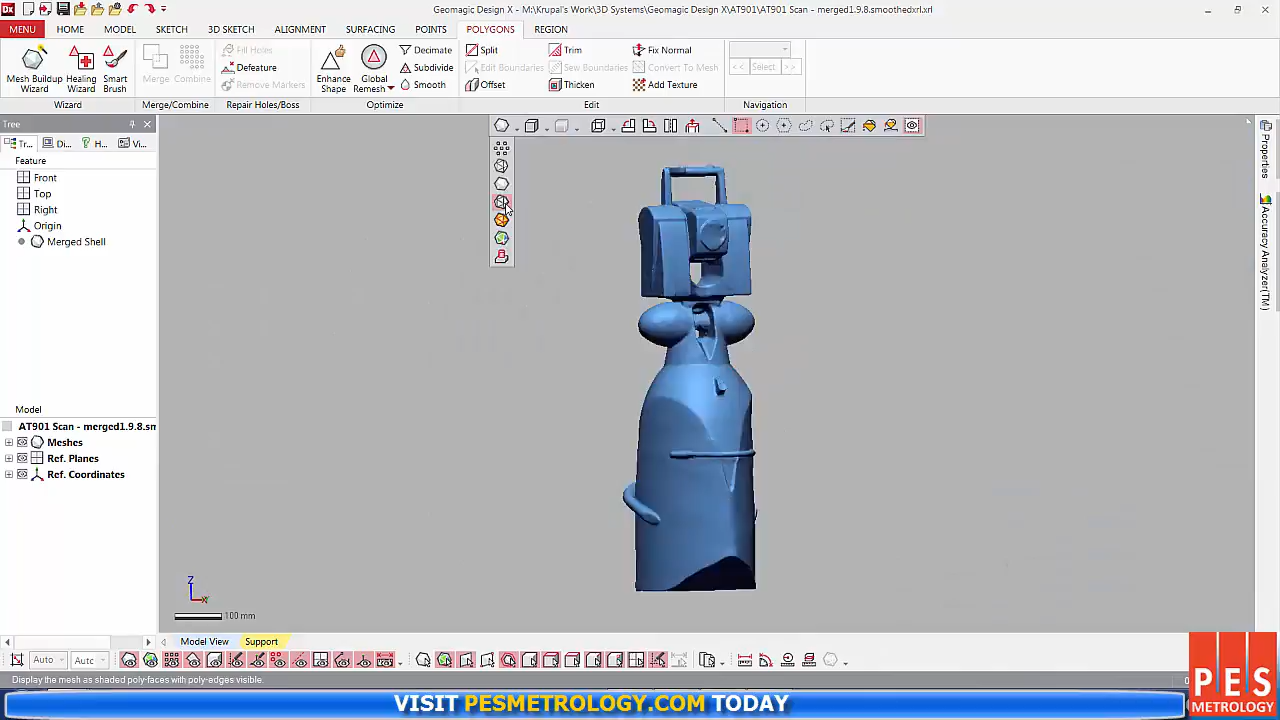 Geomagic Design X - M:\Krupal's Work\3D Systems\Geomagic Design X\AT901\AT901 Scan - merged1.9.8.smoothedxrl.xrl
MENU HOME MODEL SKETCH 3D SKETCH ALIGNMENT SURFACING POINTS POLYGONS REGION
Mesh Buildup Wizard
Healing Wizard
Smart Brush
Wizard
Merge Combine
Merge/Combine
Fill Holes
Defeature
Remove Markers
Repair Holes/Boss
Enhance Shape
Global Remesh
Decimate
Subdivide
Smooth
Optimize
Split Trim Fix Normal
Edit Boundaries Sew Boundaries Convert To Mesh
Offset Thicken Add Texture
Edit
<< Select >>
Navigation
Tree
Tr... Di... H... Vi...
Feature
Front
Top
Right
Origin
Merged Shell
Model
AT901 Scan - merged1.9.8.sm
Meshes
Ref. Planes
Ref. Coordinates
Properties
Accuracy Analyzer(TM)
Z
100 mm
Model View Support
Auto Autc
Display the mesh as shaded poly-faces with poly-edges visible.
VISIT PESMETROLOGY.COM TODAY
PES
METROLOGY